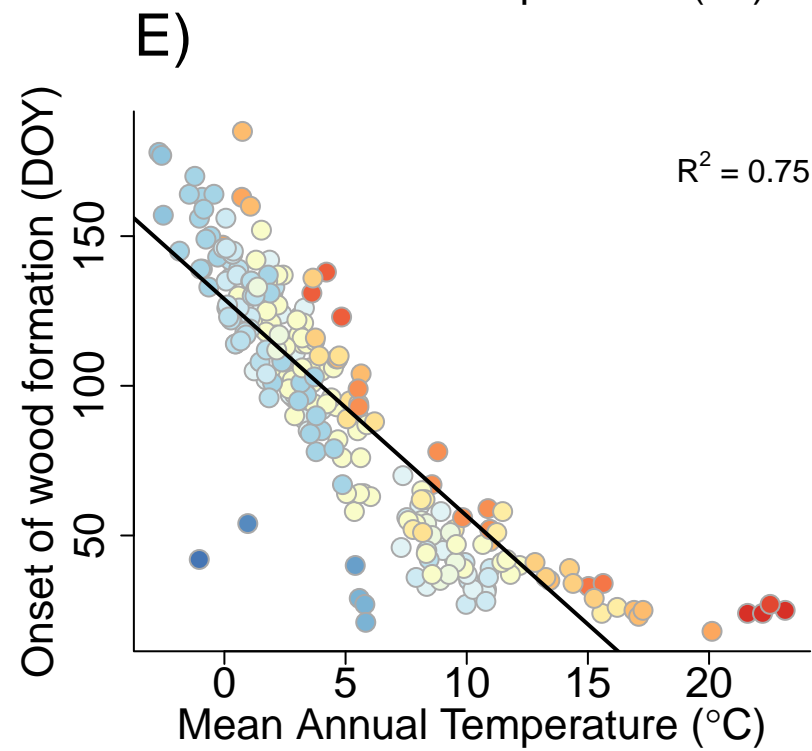 E)
R² = 0.75
Onset of wood formation (DOY)
150
100
50
0 5 10 15 20
Mean Annual Temperature (°C)